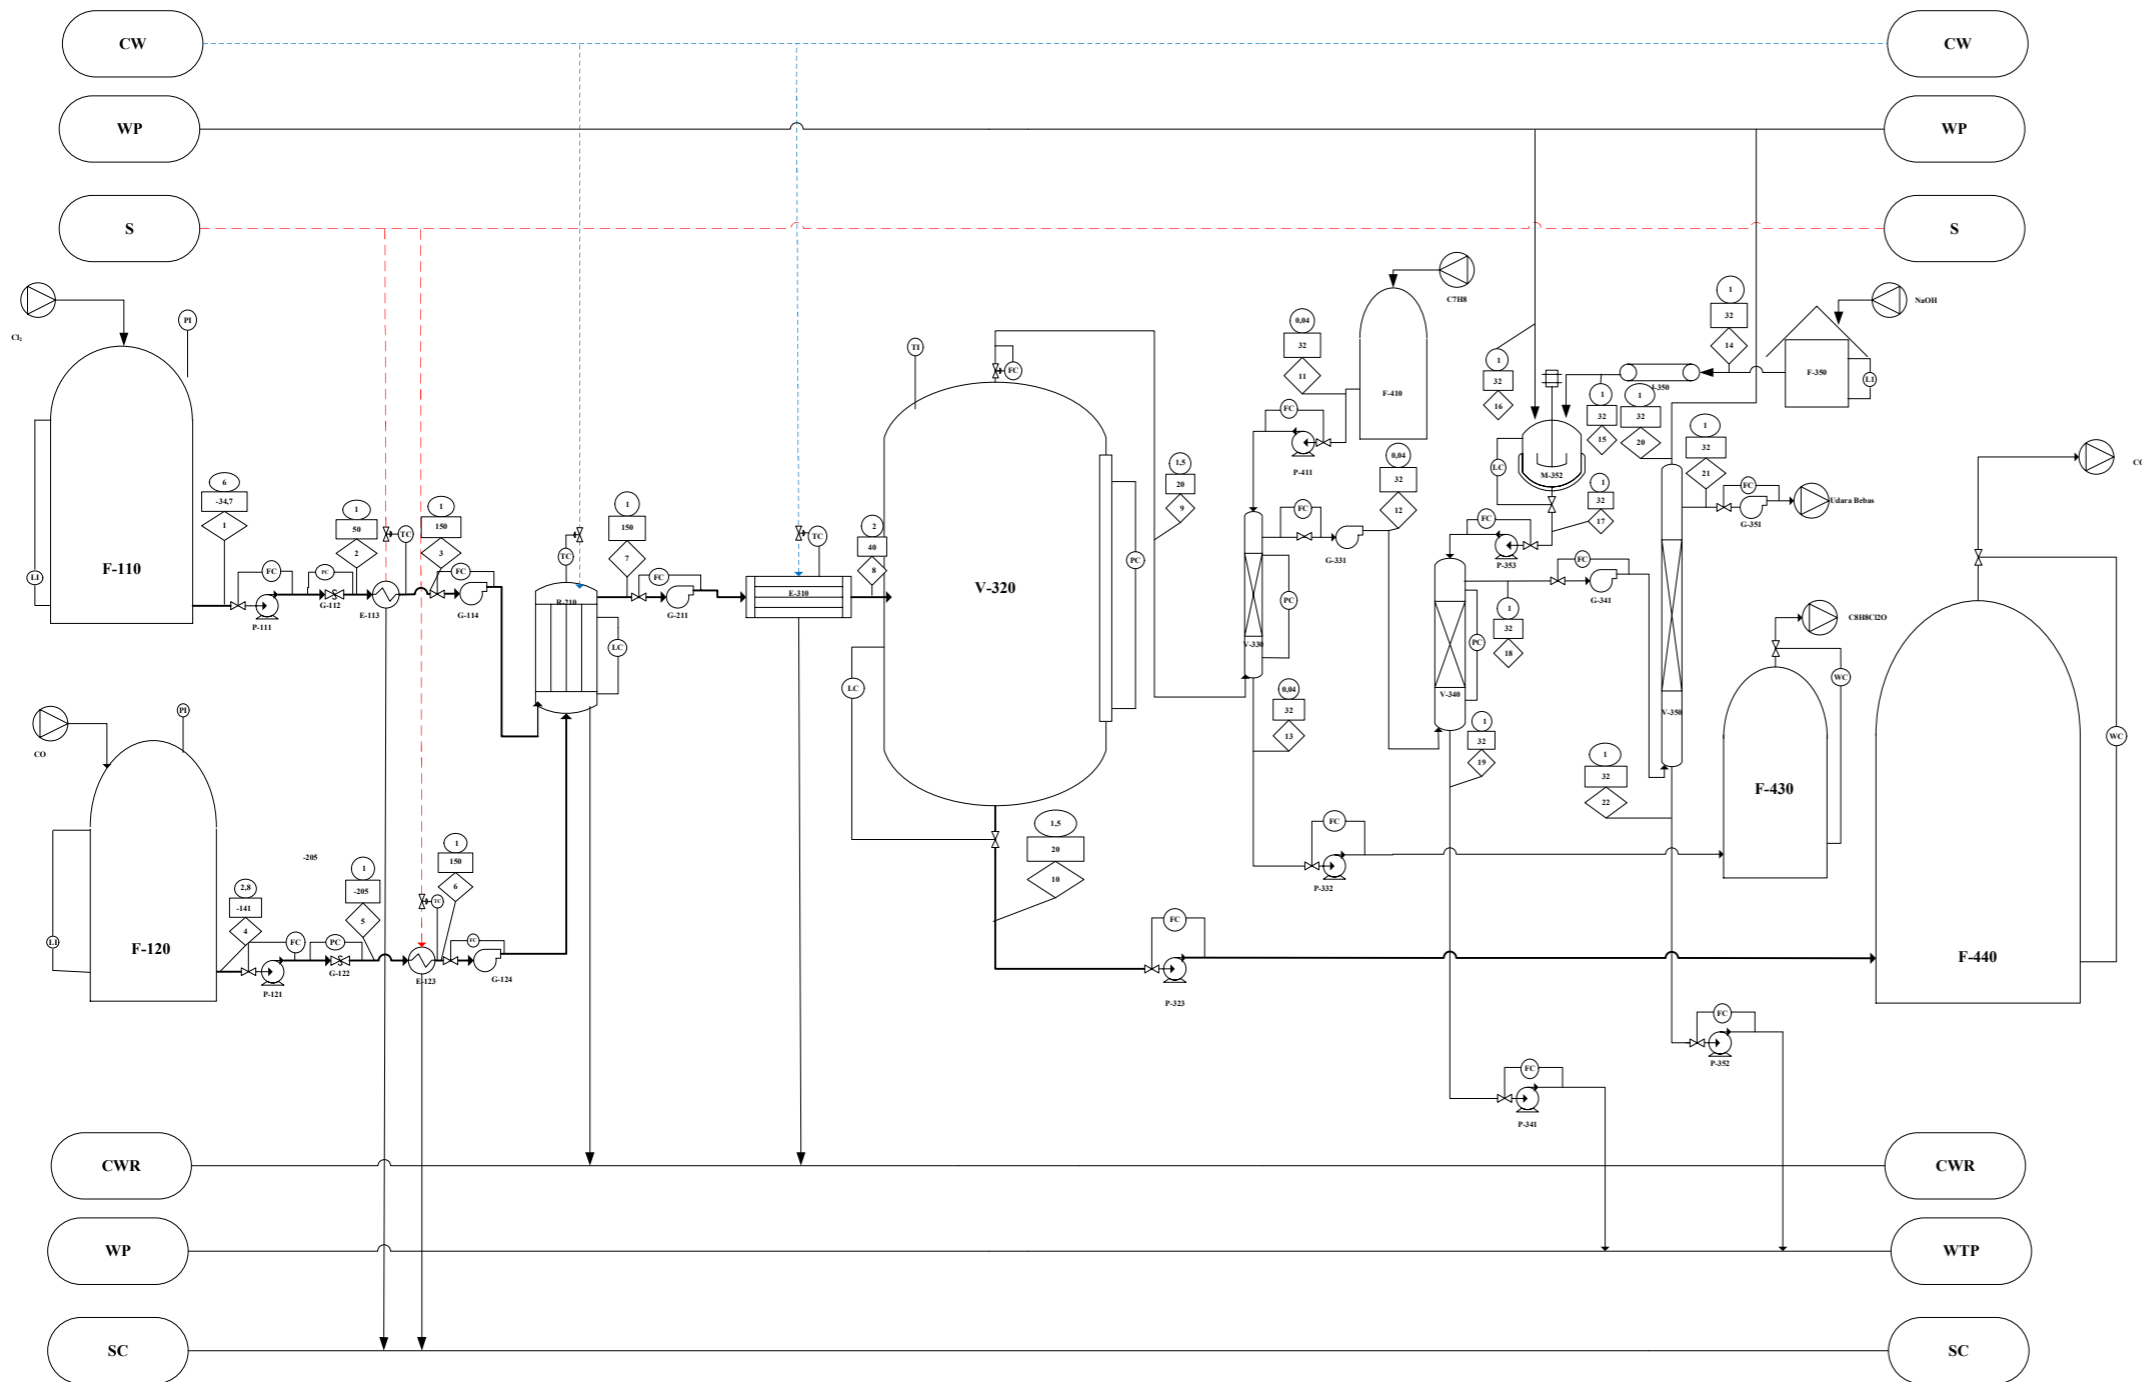 CW
CW
WP
WP
S
S
Cl₂
PI
F-110
LI
6
-34,7
1
FC
P-111
PC
G-112
1
50
2
TC
E-113
1
150
3
FC
G-114
CO
PI
F-120
LI
-205
2,8
-141
4
FC
P-121
PC
G-122
1
-205
5
TC
E-123
1
150
6
FC
G-124
TC
R-210
LC
1
150
7
FC
G-211
TC
E-310
2
40
8
TI
FC
V-320
LC
PC
1,5
20
9
1,5
20
10
FC
P-323
C7H8
F-410
0,04
32
11
FC
P-411
V-330
PC
FC
G-331
0,04
32
12
0,04
32
13
FC
P-332
NaOH
F-350
LI
1
32
14
J-350
1
32
15
1
32
16
M-352
LC
1
32
17
FC
P-353
V-340
PC
1
32
18
1
32
19
FC
G-341
FC
P-341
1
32
20
1
32
21
FC
G-351
Udara Bebas
V-350
1
32
22
FC
P-352
C8H8Cl2O
WC
F-430
WC
F-440
CWR
CWR
WP
WTP
SC
SC